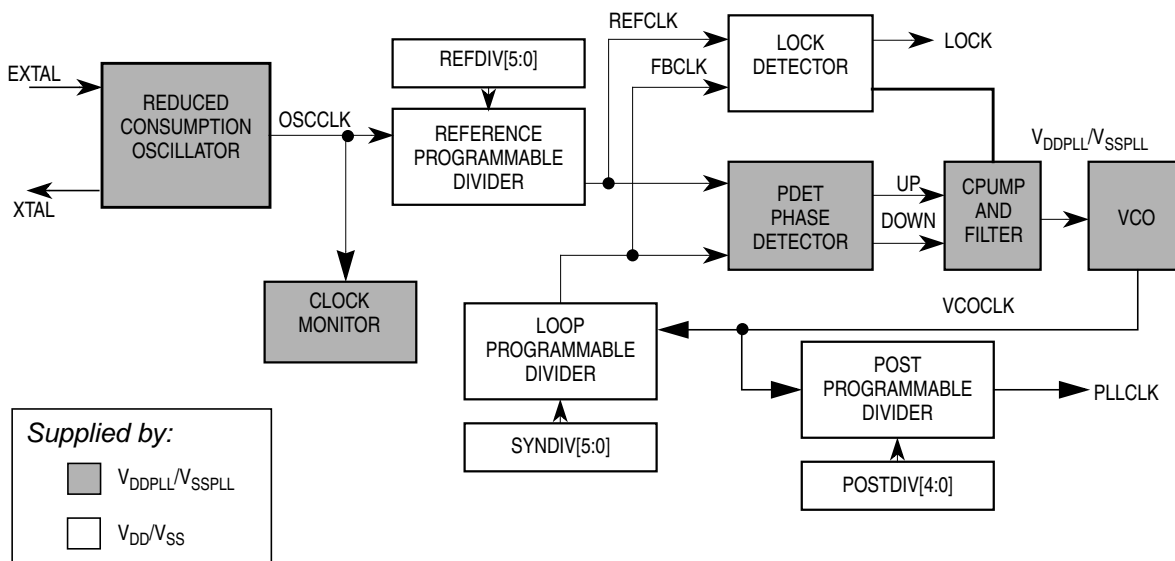 EXTAL
XTAL
REDUCED
CONSUMPTION
OSCILLATOR
OSCCLK
CLOCK
MONITOR
REFDIV[5:0]
REFERENCE
PROGRAMMABLE
DIVIDER
REFCLK
FBCLK
LOCK
DETECTOR
LOCK
PDET
PHASE
DETECTOR
UP
DOWN
CPUMP
AND
FILTER
VDDPLL/VSSPLL
VCO
VCOCLK
LOOP
PROGRAMMABLE
DIVIDER
SYNDIV[5:0]
POST
PROGRAMMABLE
DIVIDER
PLLCLK
POSTDIV[4:0]
Supplied by:
VDDPLL/VSSPLL
VDD/VSS